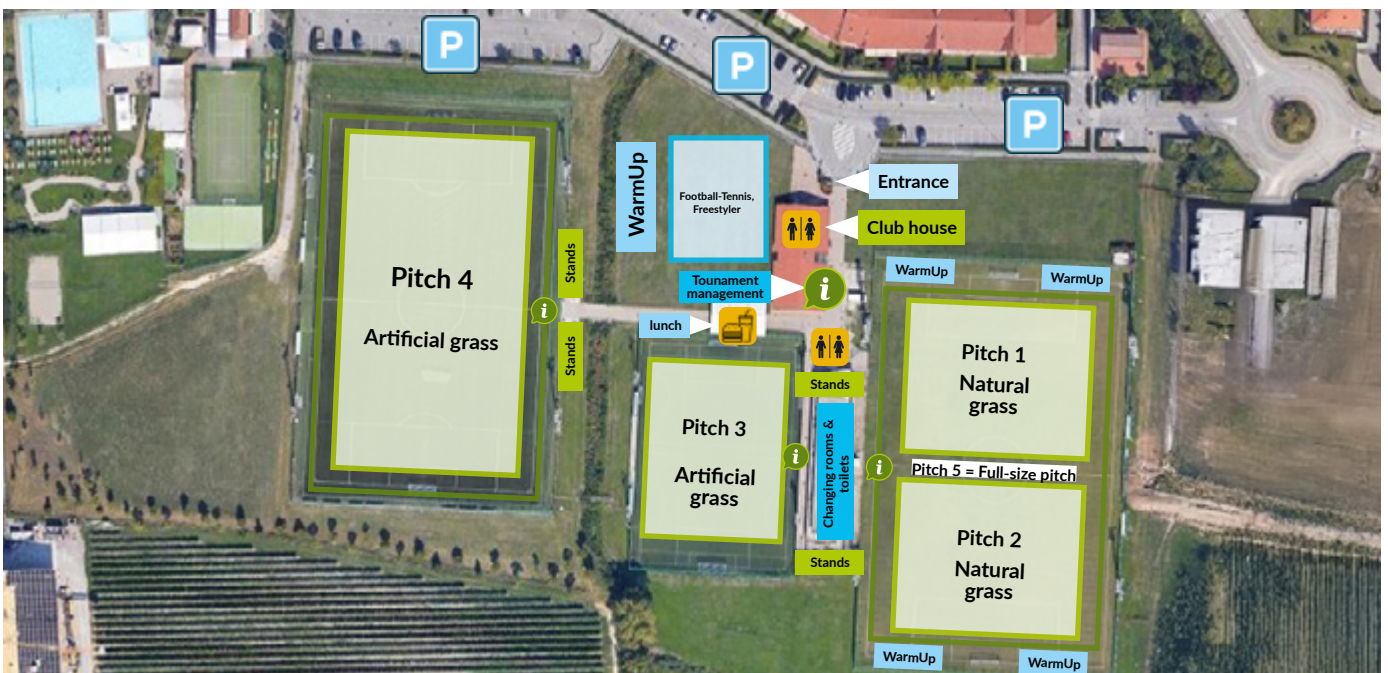 P
P
P
WarmUp
Football-Tennis,
Freestyler
Entrance
Club house
Stands
Pitch 4
Artificial grass
i
Stands
Tounament
management
i
lunch
WarmUp
WarmUp
Pitch 1
Natural
grass
Stands
Pitch 3
Artificial
grass
i
Changing rooms &
toilets
i
Pitch 5 = Full-size pitch
Pitch 2
Natural
grass
Stands
WarmUp
WarmUp